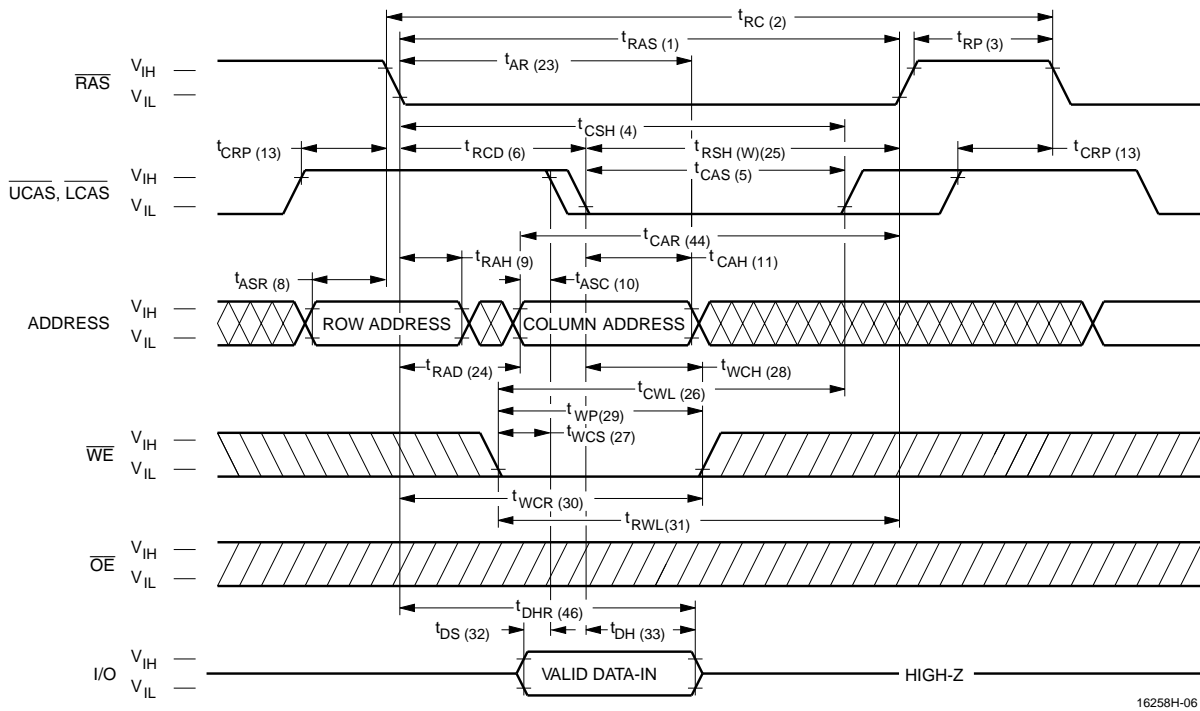 tRC (2)
tRAS (1)
tRP (3)
tAR (23)
RAS
VIH
VIL
tCSH (4)
tCRP (13)
tRCD (6)
tRSH (W)(25)
tCRP (13)
tCAS (5)
UCAS, LCAS
VIH
VIL
tCAR (44)
tRAH (9)
tCAH (11)
tASR (8)
tASC (10)
ADDRESS
VIH
VIL
ROW ADDRESS
COLUMN ADDRESS
tRAD (24)
tWCH (28)
tCWL (26)
tWP(29)
tWCS (27)
WE
VIH
VIL
tWCR (30)
tRWL(31)
OE
VIH
VIL
tDHR (46)
tDS (32)
tDH (33)
I/O
VIH
VIL
VALID DATA-IN
HIGH-Z
16258H-06